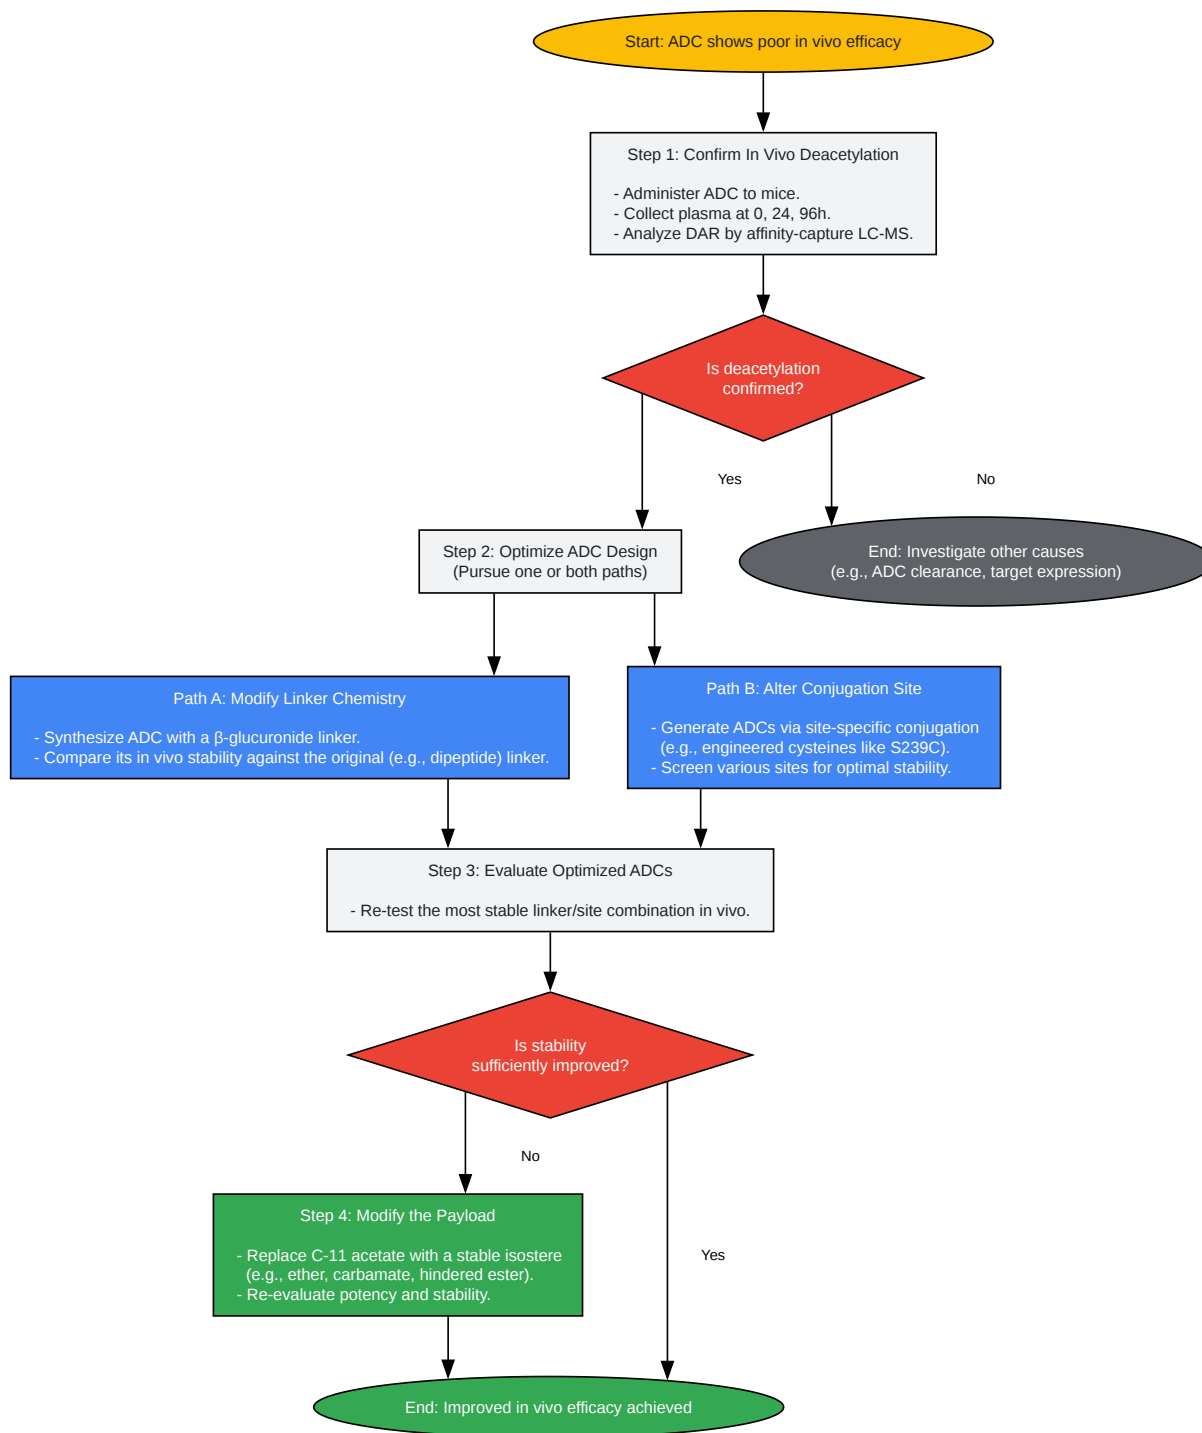 Start: ADC shows poor in vivo efficacy
Step 1: Confirm In Vivo Deacetylation
- Administer ADC to mice.
- Collect plasma at 0, 24, 96h.
- Analyze DAR by affinity-capture LC-MS.
Is deacetylation
confirmed?
Yes
No
Step 2: Optimize ADC Design
(Pursue one or both paths)
End: Investigate other causes
(e.g., ADC clearance, target expression)
Path A: Modify Linker Chemistry
- Synthesize ADC with a β-glucuronide linker.
- Compare its in vivo stability against the original (e.g., dipeptide) linker.
Path B: Alter Conjugation Site
- Generate ADCs via site-specific conjugation
(e.g., engineered cysteines like S239C).
- Screen various sites for optimal stability.
Step 3: Evaluate Optimized ADCs
- Re-test the most stable linker/site combination in vivo.
Is stability
sufficiently improved?
No
Yes
Step 4: Modify the Payload
- Replace C-11 acetate with a stable isostere
(e.g., ether, carbamate, hindered ester).
- Re-evaluate potency and stability.
End: Improved in vivo efficacy achieved